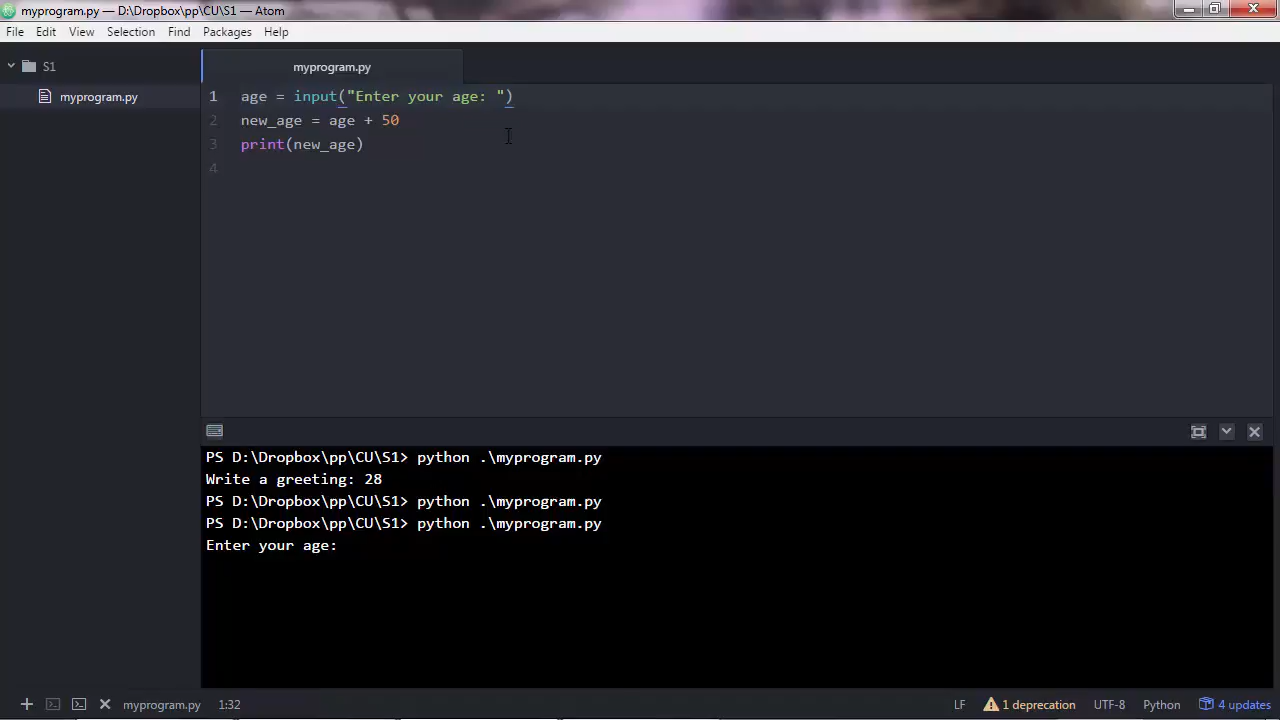 myprogram.py — D:\Dropbox\pp\CU\S1 — Atom
File Edit View Selection Find Packages Help
S1
myprogram.py
myprogram.py
1 age = input("Enter your age: ")
2 new_age = age + 50
3 print(new_age)
4
PS D:\Dropbox\pp\CU\S1> python .\myprogram.py
Write a greeting: 28
PS D:\Dropbox\pp\CU\S1> python .\myprogram.py
PS D:\Dropbox\pp\CU\S1> python .\myprogram.py
Enter your age:
myprogram.py 1:32 LF 1 deprecation UTF-8 Python 4 updates